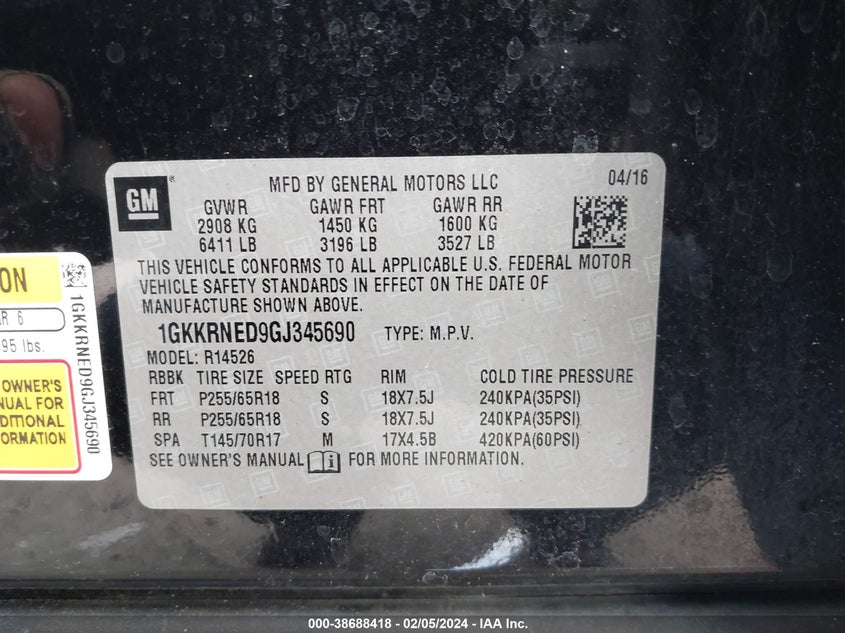 GM
MFD BY GENERAL MOTORS LLC 04/16
GVWR GAWR FRT GAWR RR
2908 KG 1450 KG 1600 KG
6411 LB 3196 LB 3527 LB
THIS VEHICLE CONFORMS TO ALL APPLICABLE U.S. FEDERAL MOTOR
VEHICLE SAFETY STANDARDS IN EFFECT ON THE DATE OF
MANUFACTURE SHOWN ABOVE.
1GKKRNED9GJ345690 TYPE: M.P.V.
MODEL: R14526
RBBK TIRE SIZE SPEED RTG RIM COLD TIRE PRESSURE
FRT P255/65R18 S 18X7.5J 240KPA(35PSI)
RR P255/65R18 S 18X7.5J 240KPA(35PSI)
SPA T145/70R17 M 17X4.5B 420KPA(60PSI)
SEE OWNER'S MANUAL i FOR MORE INFORMATION.
ON
R 6
95 lbs.
OWNER'S
NUAL FOR
DITIONAL
FORMATION
1GKKRNED9GJ345690
000-38688418 - 02/05/2024 - IAA Inc.